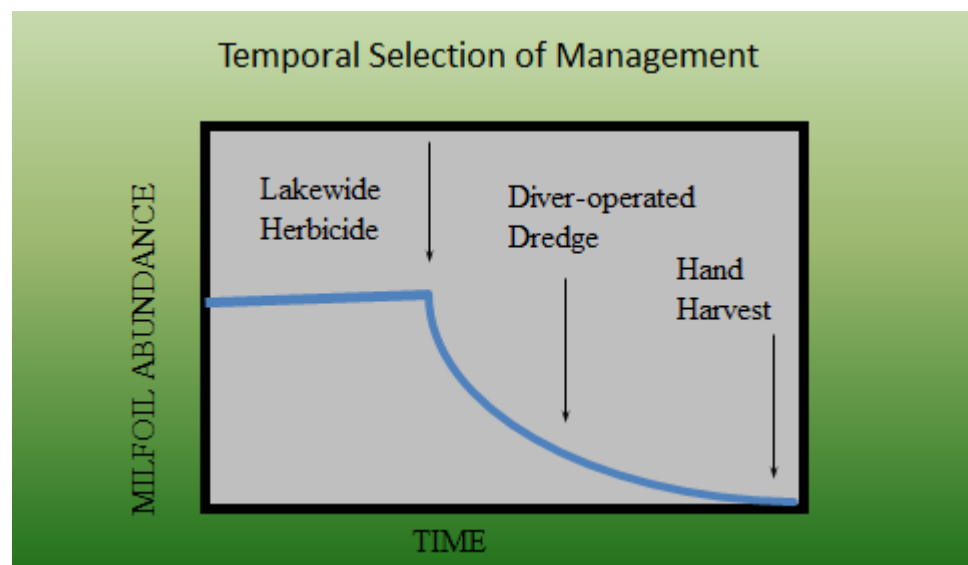 Temporal Selection of Management
Lakewide
Herbicide
Diver-operated
Dredge
Hand
Harvest
MILFOIL ABUNDANCE
TIME